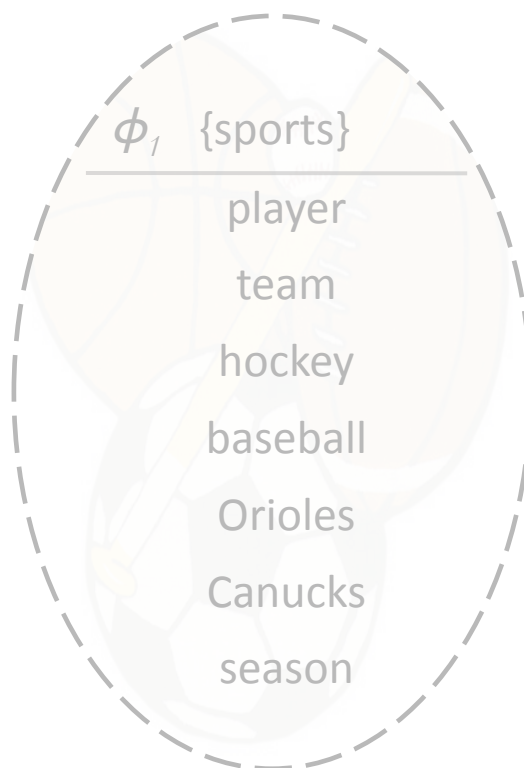 ϕ1 {sports}
player
team
hockey
baseball
Orioles
Canucks
season